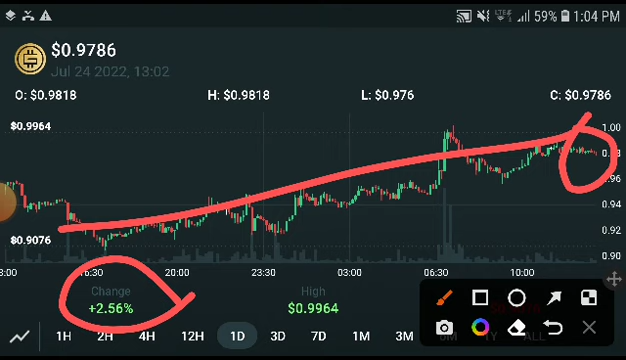 59% 1:04 PM
$0.9786
Jul 24 2022, 13:02
O: $0.9818 H: $0.9818 L: $0.976 C: $0.9786
$0.9964
1.00
0.98
0.96
0.94
0.92
$0.9076
0.90
3:00 16:30 20:00 23:30 03:00 06:30 10:00
Change High
+2.56% $0.9964
1H 2H 4H 12H 1D 3D 7D 1M 3M 1Y ALL